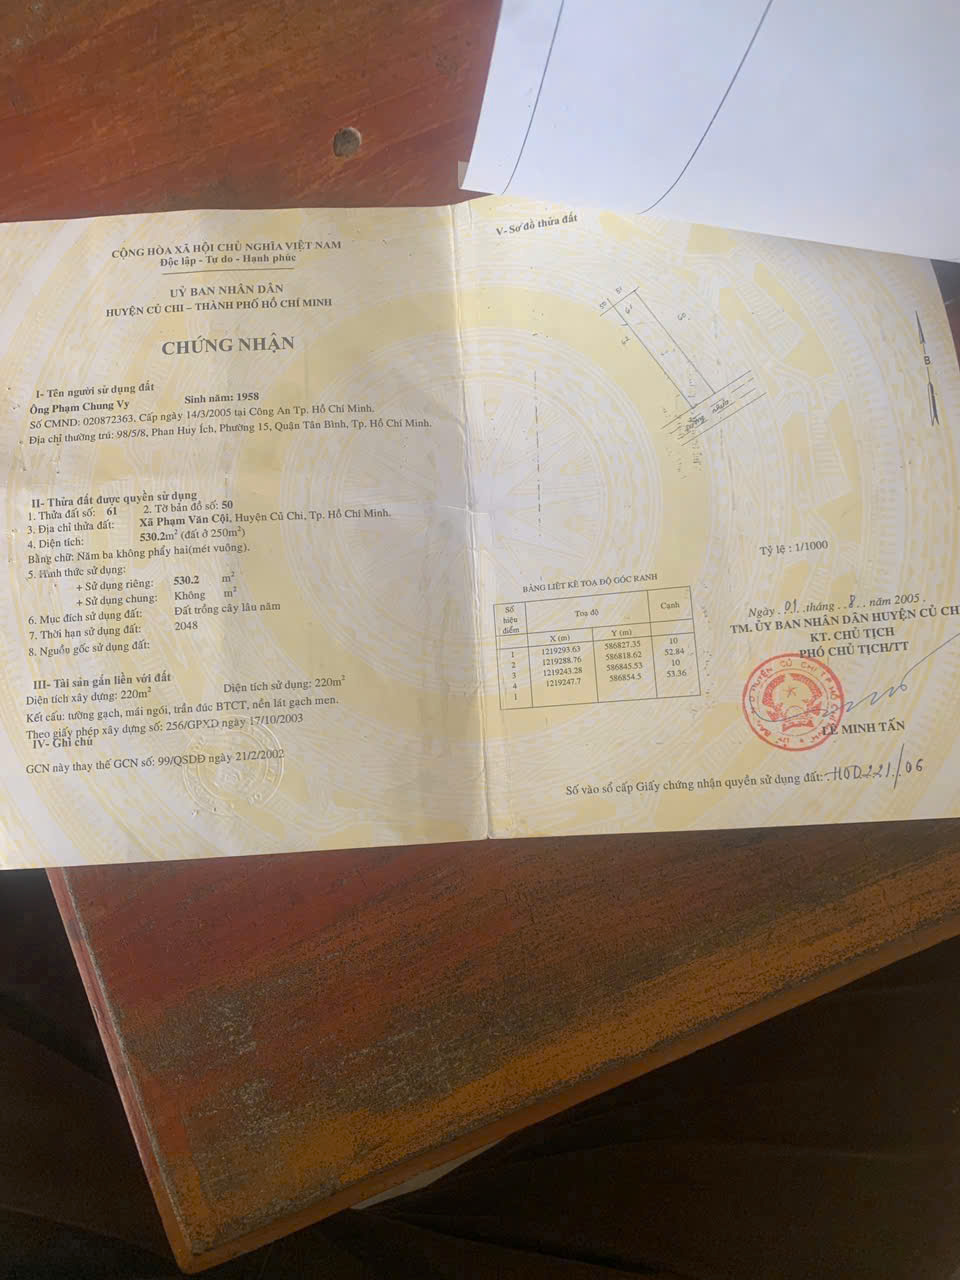 CỘNG HÒA XÃ HỘI CHỦ NGHĨA VIỆT NAM
Độc lập - Tự do - Hạnh phúc
UỶ BAN NHÂN DÂN
HUYỆN CỦ CHI – THÀNH PHỐ HỒ CHÍ MINH
CHỨNG NHẬN
I- Tên người sử dụng đất
Ông Phạm Chung Vy Sinh năm: 1958
Số CMND: 020872363, Cấp ngày 14/3/2005 tại Công An Tp. Hồ Chí Minh.
Địa chỉ thường trú: 98/5/8, Phan Huy Ích, Phường 15, Quận Tân Bình, Tp. Hồ Chí Minh.
II- Thửa đất được quyền sử dụng
1. Thửa đất số: 61 2. Tờ bản đồ số: 50
3. Địa chỉ thửa đất: Xã Phạm Văn Cội, Huyện Củ Chi, Tp. Hồ Chí Minh.
4. Diện tích: 530.2m² (đất ở 250m²)
Bằng chữ: Năm ba không phẩy hai(mét vuông).
5. Hình thức sử dụng:
+ Sử dụng riêng: 530.2 m²
+ Sử dụng chung: Không m²
6. Mục đích sử dụng đất: Đất trồng cây lâu năm
7. Thời hạn sử dụng đất: 2048
8. Nguồn gốc sử dụng đất:
III- Tài sản gắn liền với đất
Diện tích xây dựng: 220m² Diện tích sử dụng: 220m²
Kết cấu: tường gạch, mái ngói, trần đúc BTCT, nền lát gạch men.
Theo giấy phép xây dựng số: 256/GPXD ngày 17/10/2003
IV- Ghi chú
GCN này thay thế GCN số: 99/QSDĐ ngày 21/2/2002
V- Sơ đồ thửa đất
50 51
61
62
60
đường nhựa
B
Tỷ lệ : 1/1000
BẢNG LIỆT KÊ TOẠ ĐỘ GÓC RANH
Số hiệu điểm Toạ độ Cạnh
X (m) Y (m)
1 1219293.63 586827.35 10
2 1219288.76 586818.62 52.84
3 1219243.28 586845.53 10
4 1219247.7 586854.5 53.36
1
Ngày .01. tháng . 8 . năm 2005.
TM. ỦY BAN NHÂN DÂN HUYỆN CỦ CHI
KT. CHỦ TỊCH
PHÓ CHỦ TỊCH/TT
LÊ MINH TẤN
Số vào sổ cấp Giấy chứng nhận quyền sử dụng đất: H0D221/06